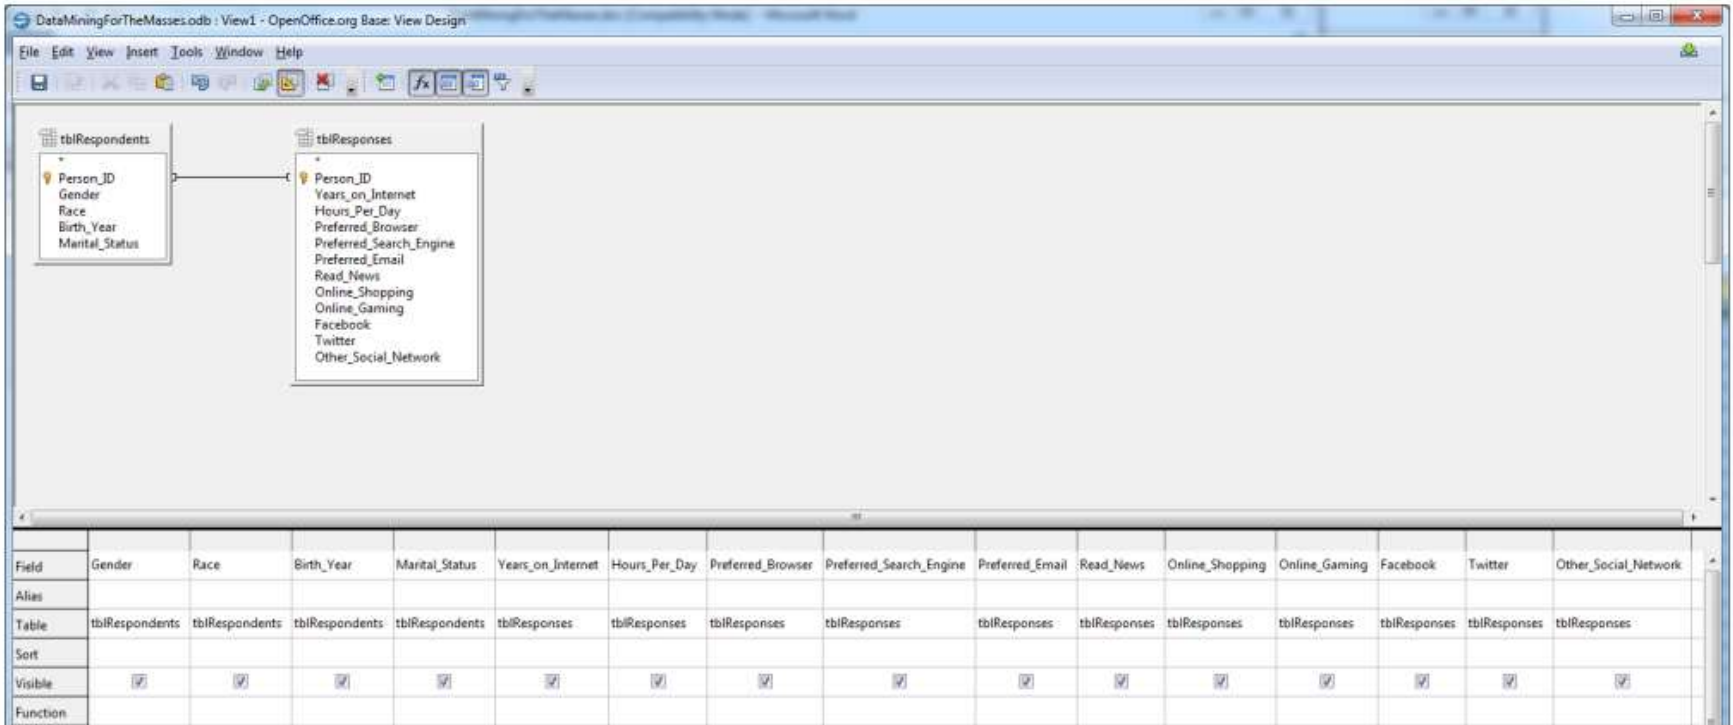 DataMiningForTheMasses.odb : View1 - OpenOffice.org Base: View Design
File Edit View Insert Tools Window Help
tblRespondents
*
Person_ID
Gender
Race
Birth_Year
Marital_Status
tblResponses
*
Person_ID
Years_on_Internet
Hours_Per_Day
Preferred_Browser
Preferred_Search_Engine
Preferred_Email
Read_News
Online_Shopping
Online_Gaming
Facebook
Twitter
Other_Social_Network
Field Gender Race Birth_Year Marital_Status Years_on_Internet Hours_Per_Day Preferred_Browser Preferred_Search_Engine Preferred_Email Read_News Online_Shopping Online_Gaming Facebook Twitter Other_Social_Network
Alias
Table tblRespondents tblRespondents tblRespondents tblRespondents tblResponses tblResponses tblResponses tblResponses tblResponses tblResponses tblResponses tblResponses tblResponses tblResponses tblResponses
Sort
Visible
Function